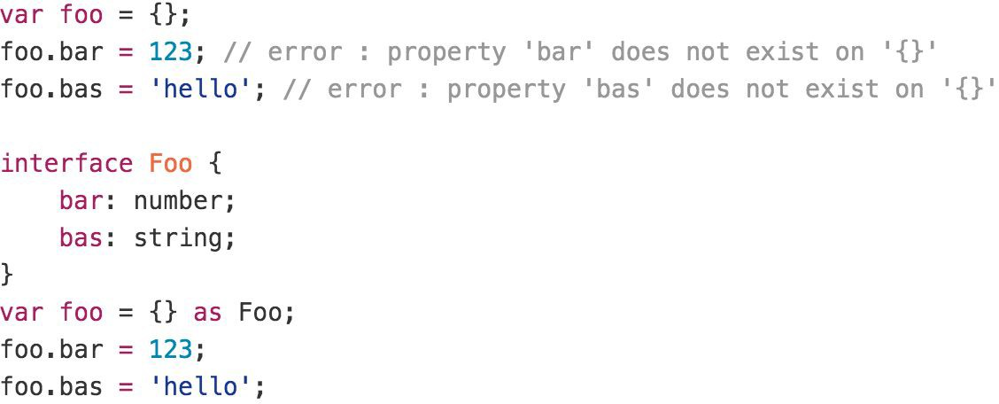 var foo = {};
foo.bar = 123; // error : property 'bar' does not exist on '{}'
foo.bas = 'hello'; // error : property 'bas' does not exist on '{}'
interface Foo {
    bar: number;
    bas: string;
}
var foo = {} as Foo;
foo.bar = 123;
foo.bas = 'hello';